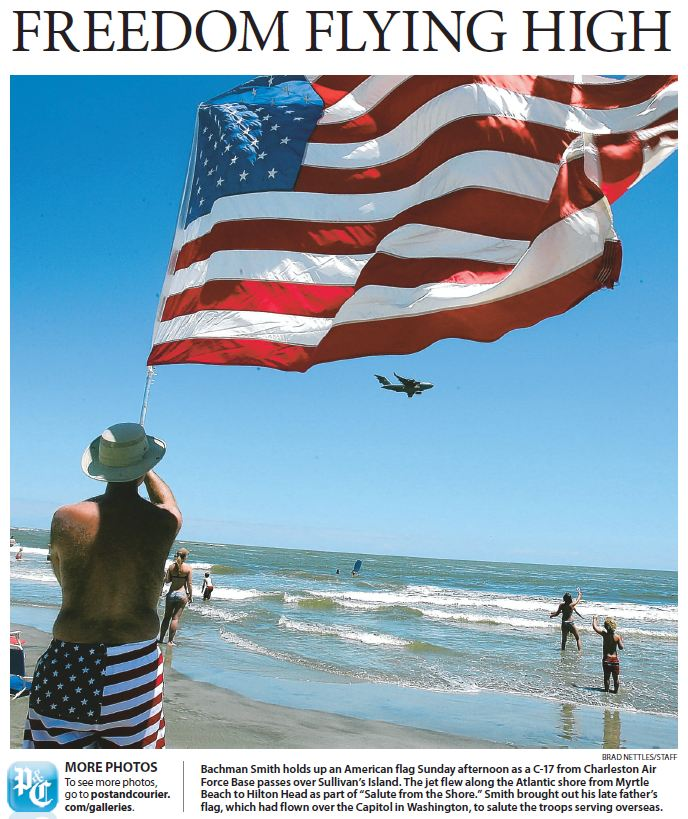 FREEDOM FLYING HIGH
BRAD NETTLES/STAFF
P&C
MORE PHOTOS
To see more photos,
go to postandcourier.
com/galleries.
Bachman Smith holds up an American flag Sunday afternoon as a C-17 from Charleston Air
Force Base passes over Sullivan's Island. The jet flew along the Atlantic shore from Myrtle
Beach to Hilton Head as part of "Salute from the Shore." Smith brought out his late father's
flag, which had flown over the Capitol in Washington, to salute the troops serving overseas.